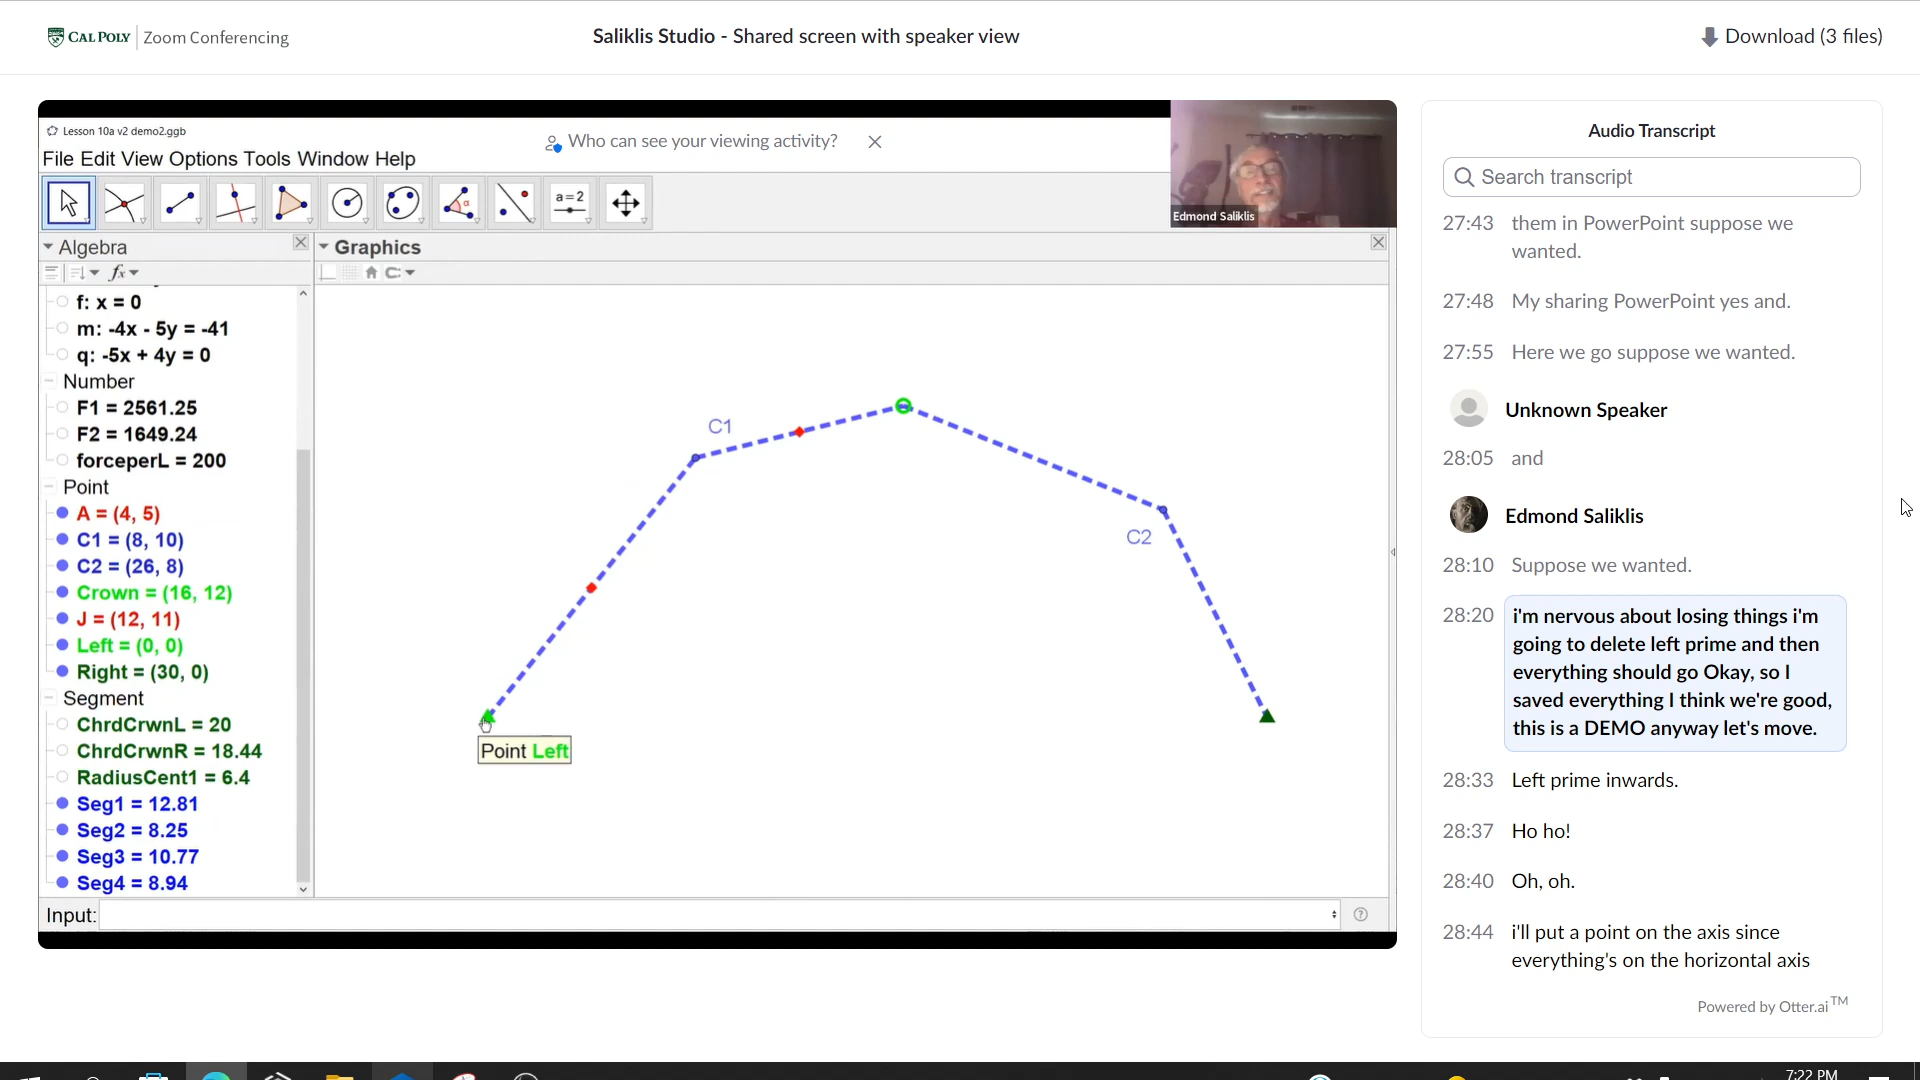 CAL POLY Zoom Conferencing
Saliklis Studio - Shared screen with speaker view
Download (3 files)
Lesson 10a v2 demo2.ggb
Who can see your viewing activity?
File Edit View Options Tools Window Help
a=2
Edmond Saliklis
Algebra
Graphics
fx
f: x = 0
m: -4x - 5y = -41
q: -5x + 4y = 0
Number
F1 = 2561.25
F2 = 1649.24
forceperL = 200
Point
A = (4, 5)
C1 = (8, 10)
C2 = (26, 8)
Crown = (16, 12)
J = (12, 11)
Left = (0, 0)
Right = (30, 0)
Segment
ChrdCrwnL = 20
ChrdCrwnR = 18.44
RadiusCent1 = 6.4
Seg1 = 12.81
Seg2 = 8.25
Seg3 = 10.77
Seg4 = 8.94
C1
C2
Point Left
Input:
Audio Transcript
Search transcript
27:43 them in PowerPoint suppose we
wanted.
27:48 My sharing PowerPoint yes and.
27:55 Here we go suppose we wanted.
Unknown Speaker
28:05 and
Edmond Saliklis
28:10 Suppose we wanted.
28:20 i'm nervous about losing things i'm
going to delete left prime and then
everything should go Okay, so I
saved everything I think we're good,
this is a DEMO anyway let's move.
28:33 Left prime inwards.
28:37 Ho ho!
28:40 Oh, oh.
28:44 i'll put a point on the axis since
everything's on the horizontal axis
Powered by Otter.ai TM
7:22 PM